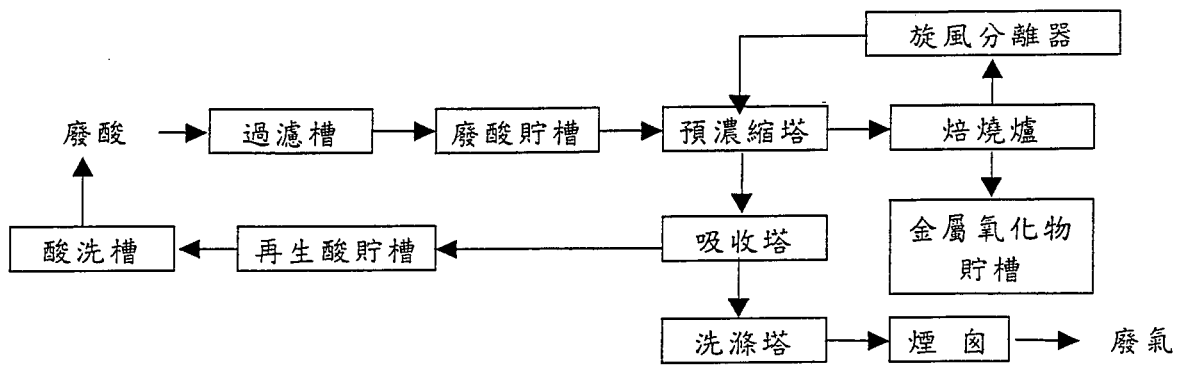 旋風分離器
廢酸
過濾槽
廢酸貯槽
預濃縮塔
焙燒爐
酸洗槽
再生酸貯槽
吸收塔
金屬氧化物
貯槽
洗滌塔
煙囪
廢氣